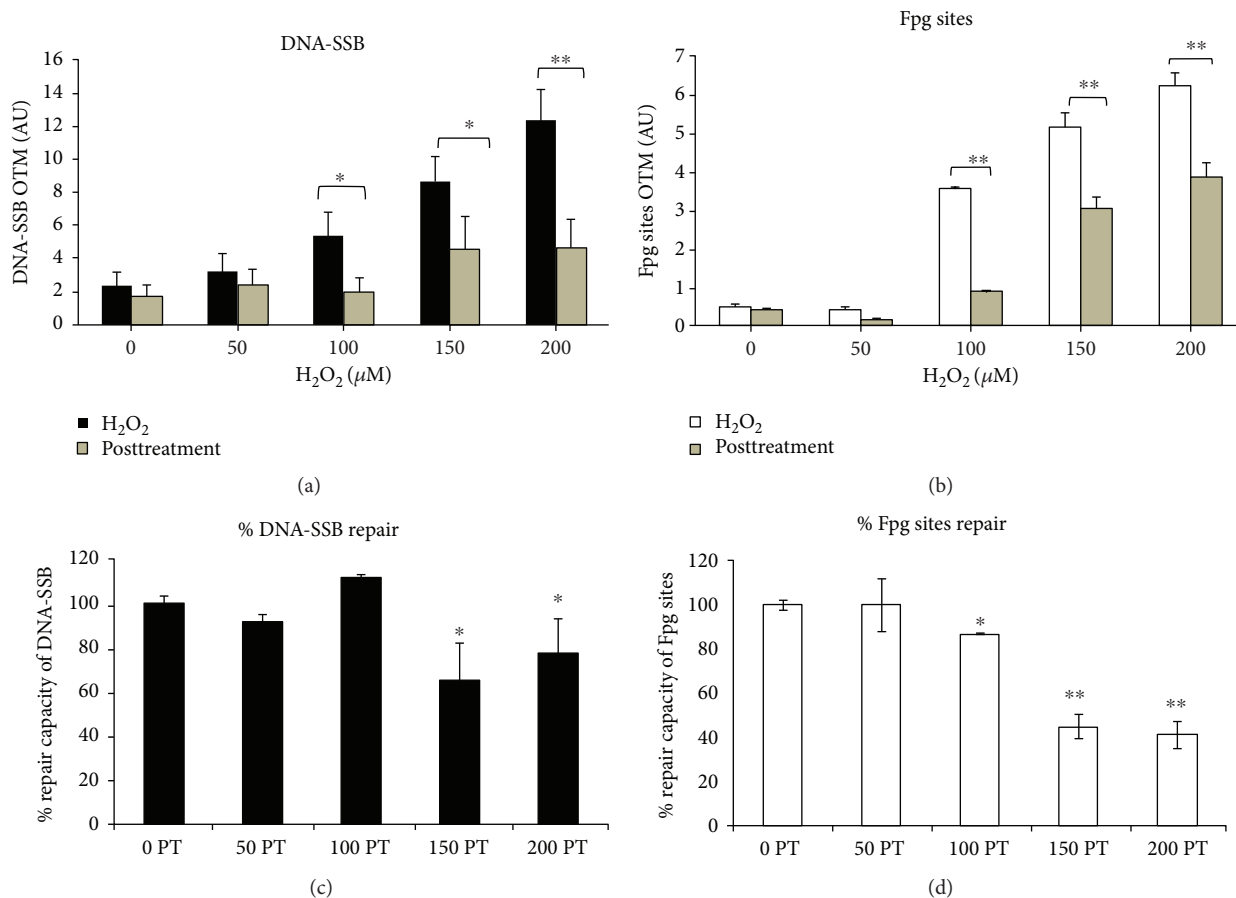 DNA-SSB
16
14
12
10
8
6
4
2
0
DNA-SSB OTM (AU)
*
*
**
0 50 100 150 200
H₂O₂ (μM)
H₂O₂
Posttreatment
(a)
Fpg sites
7
6
5
4
3
2
1
0
Fpg sites OTM (AU)
**
**
**
0 50 100 150 200
H₂O₂ (μM)
H₂O₂
Posttreatment
(b)
% DNA-SSB repair
120
100
80
60
40
20
0
% repair capacity of DNA-SSB
*
*
0 PT 50 PT 100 PT 150 PT 200 PT
(c)
% Fpg sites repair
120
100
80
60
40
20
0
% repair capacity of Fpg sites
*
**
**
0 PT 50 PT 100 PT 150 PT 200 PT
(d)